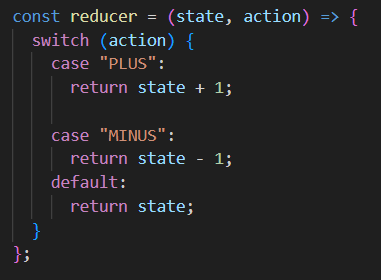 const reducer = (state, action) => {
  switch (action) {
    case "PLUS":
      return state + 1;

    case "MINUS":
      return state - 1;
    default:
      return state;
  }
};